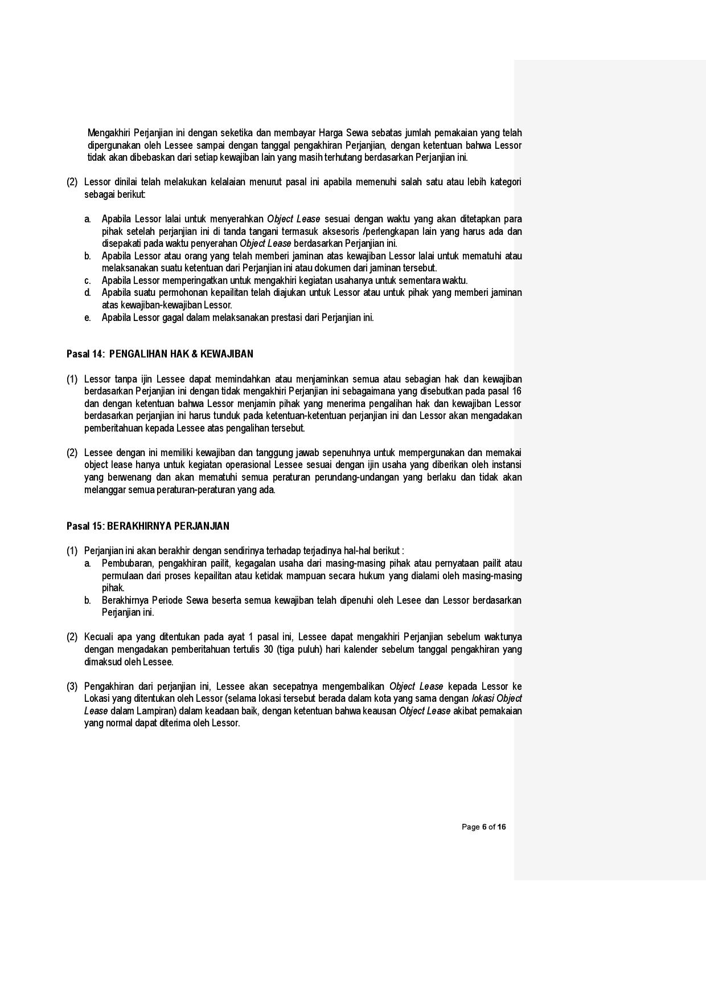 Mengakhiri Perjanjian ini dengan seketika dan membayar Harga Sewa sebatas jumlah pemakaian yang telah
dipergunakan oleh Lessee sampai dengan tanggal pengakhiran Perjanjian, dengan ketentuan bahwa Lessor
tidak akan dibebaskan dari setiap kewajiban lain yang masih terhutang berdasarkan Perjanjian ini.
(2) Lessor dinilai telah melakukan kelalaian menurut pasal ini apabila memenuhi salah satu atau lebih kategori
sebagai berikut:
a. Apabila Lessor lalai untuk menyerahkan Object Lease sesuai dengan waktu yang akan ditetapkan para
pihak setelah perjanjian ini di tanda tangani termasuk aksesoris /perlengkapan lain yang harus ada dan
disepakati pada waktu penyerahan Object Lease berdasarkan Perjanjian ini.
b. Apabila Lessor atau orang yang telah memberi jaminan atas kewajiban Lessor lalai untuk mematuhi atau
melaksanakan suatu ketentuan dari Perjanjian ini atau dokumen dari jaminan tersebut.
c. Apabila Lessor memperingatkan untuk mengakhiri kegiatan usahanya untuk sementara waktu.
d. Apabila suatu permohonan kepailitan telah diajukan untuk Lessor atau untuk pihak yang memberi jaminan
atas kewajiban-kewajiban Lessor.
e. Apabila Lessor gagal dalam melaksanakan prestasi dari Perjanjian ini.
Pasal 14: PENGALIHAN HAK & KEWAJIBAN
(1) Lessor tanpa ijin Lessee dapat memindahkan atau menjaminkan semua atau sebagian hak dan kewajiban
berdasarkan Perjanjian ini dengan tidak mengakhiri Perjanjian ini sebagaimana yang disebutkan pada pasal 16
dan dengan ketentuan bahwa Lessor menjamin pihak yang menerima pengalihan hak dan kewajiban Lessor
berdasarkan perjanjian ini harus tunduk pada ketentuan-ketentuan perjanjian ini dan Lessor akan mengadakan
pemberitahuan kepada Lessee atas pengalihan tersebut.
(2) Lessee dengan ini memiliki kewajiban dan tanggung jawab sepenuhnya untuk mempergunakan dan memakai
object lease hanya untuk kegiatan operasional Lessee sesuai dengan ijin usaha yang diberikan oleh instansi
yang berwenang dan akan mematuhi semua peraturan perundang-undangan yang berlaku dan tidak akan
melanggar semua peraturan-peraturan yang ada.
Pasal 15: BERAKHIRNYA PERJANJIAN
(1) Perjanjian ini akan berakhir dengan sendirinya terhadap terjadinya hal-hal berikut :
a. Pembubaran, pengakhiran pailit, kegagalan usaha dari masing-masing pihak atau pernyataan pailit atau
permulaan dari proses kepailitan atau ketidak mampuan secara hukum yang dialami oleh masing-masing
pihak.
b. Berakhirnya Periode Sewa beserta semua kewajiban telah dipenuhi oleh Lesee dan Lessor berdasarkan
Perjanjian ini.
(2) Kecuali apa yang ditentukan pada ayat 1 pasal ini, Lessee dapat mengakhiri Perjanjian sebelum waktunya
dengan mengadakan pemberitahuan tertulis 30 (tiga puluh) hari kalender sebelum tanggal pengakhiran yang
dimaksud oleh Lessee.
(3) Pengakhiran dari perjanjian ini, Lessee akan secepatnya mengembalikan Object Lease kepada Lessor ke
Lokasi yang ditentukan oleh Lessor (selama lokasi tersebut berada dalam kota yang sama dengan lokasi Object
Lease dalam Lampiran) dalam keadaan baik, dengan ketentuan bahwa keausan Object Lease akibat pemakaian
yang normal dapat diterima oleh Lessor.
Page 6 of 16